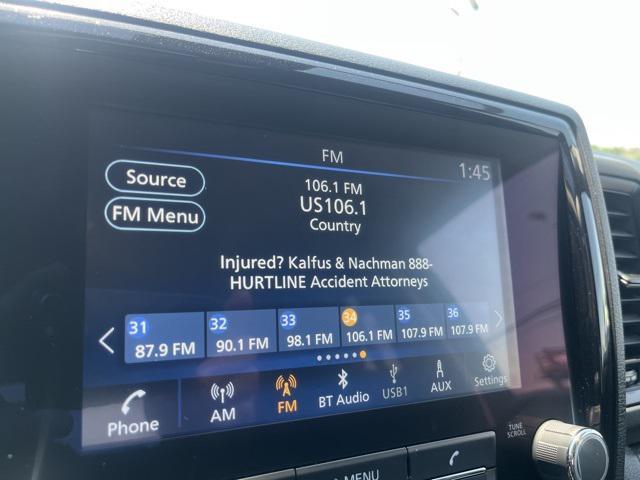 FM
1:45
Source
FM Menu
106.1 FM
US106.1
Country
Injured? Kalfus & Nachman 888-
HURTLINE Accident Attorneys
31 32 33 34 35 36
87.9 FM 90.1 FM 98.1 FM 106.1 FM 107.9 FM 107.9 FM
Phone AM FM BT Audio USB1 AUX Settings
MENU
TUNE
SCROLL